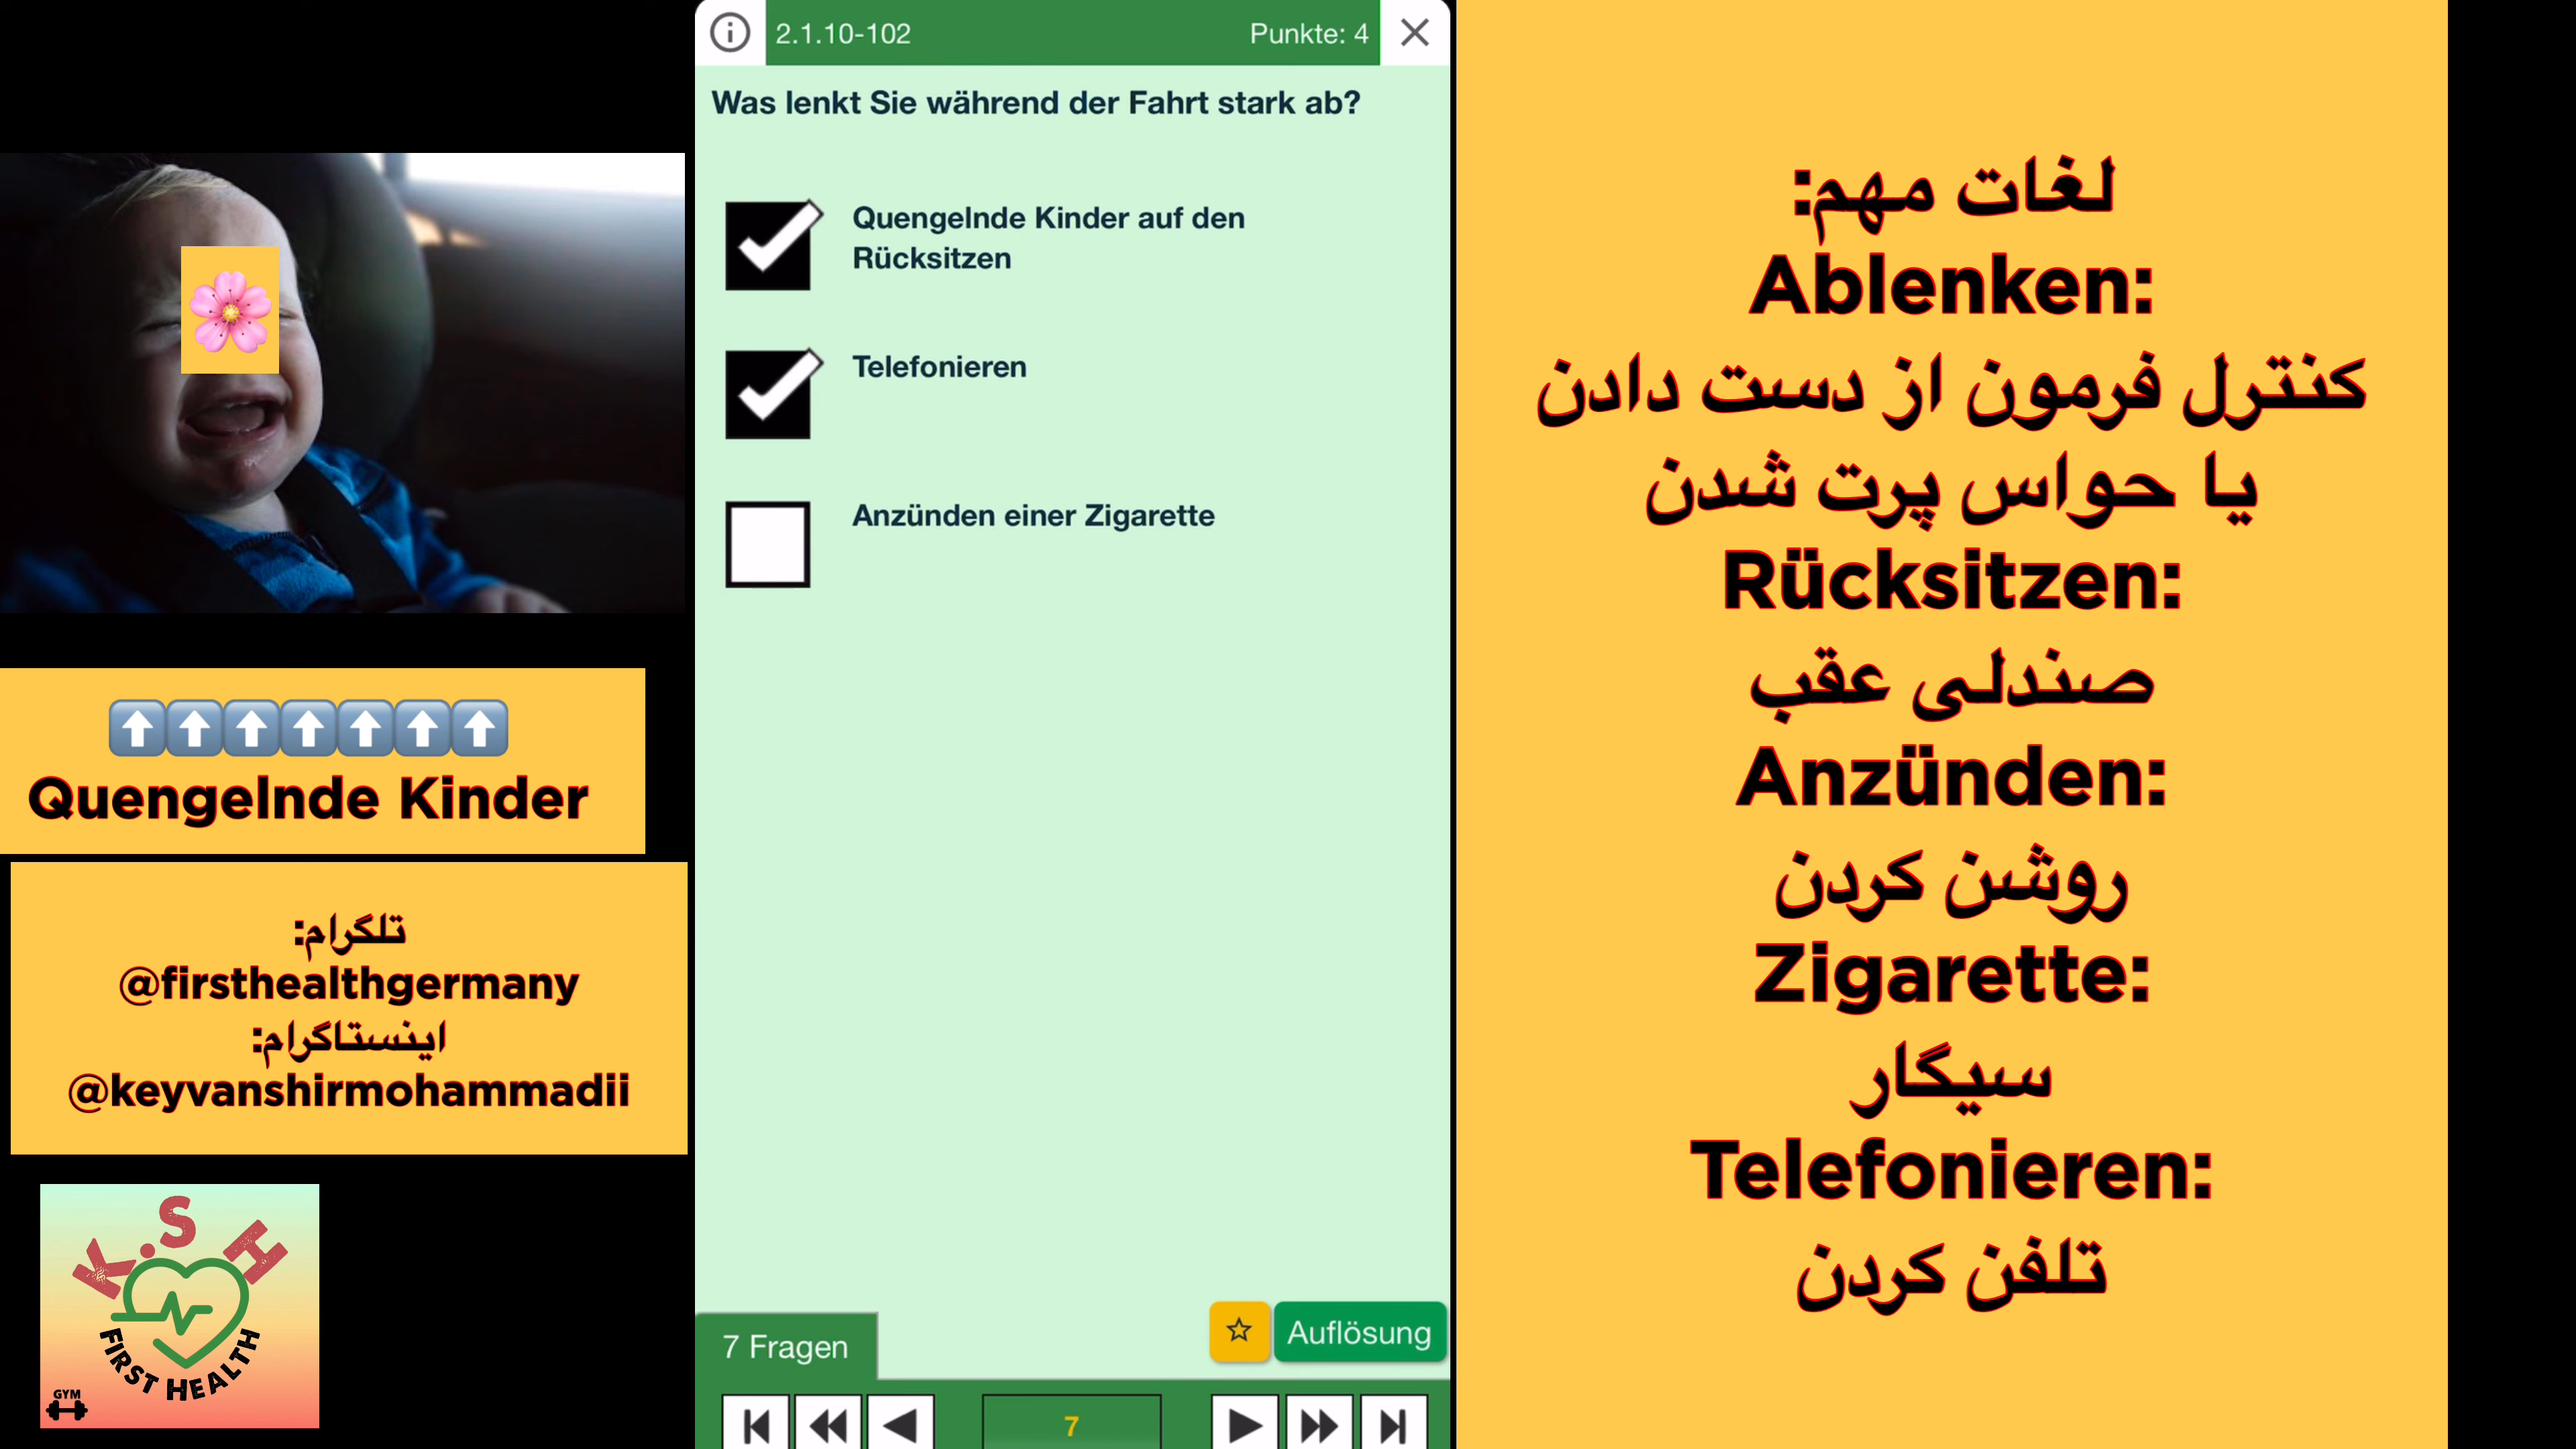 2.1.10-102
Punkte: 4
Was lenkt Sie während der Fahrt stark ab?
Quengelnde Kinder auf den
Rücksitzen
Telefonieren
Anzünden einer Zigarette
7 Fragen
Auflösung
7
Quengelnde Kinder
تلگرام:
@firsthealthgermany
اینستاگرام:
@keyvanshirmohammadii
K.SH
FIRST HEALTH
GYM
لغات مهم:
Ablenken:
کنترل فرمون از دست دادن
یا حواس پرت شدن
Rücksitzen:
صندلی عقب
Anzünden:
روشن کردن
Zigarette:
سیگار
Telefonieren:
تلفن کردن